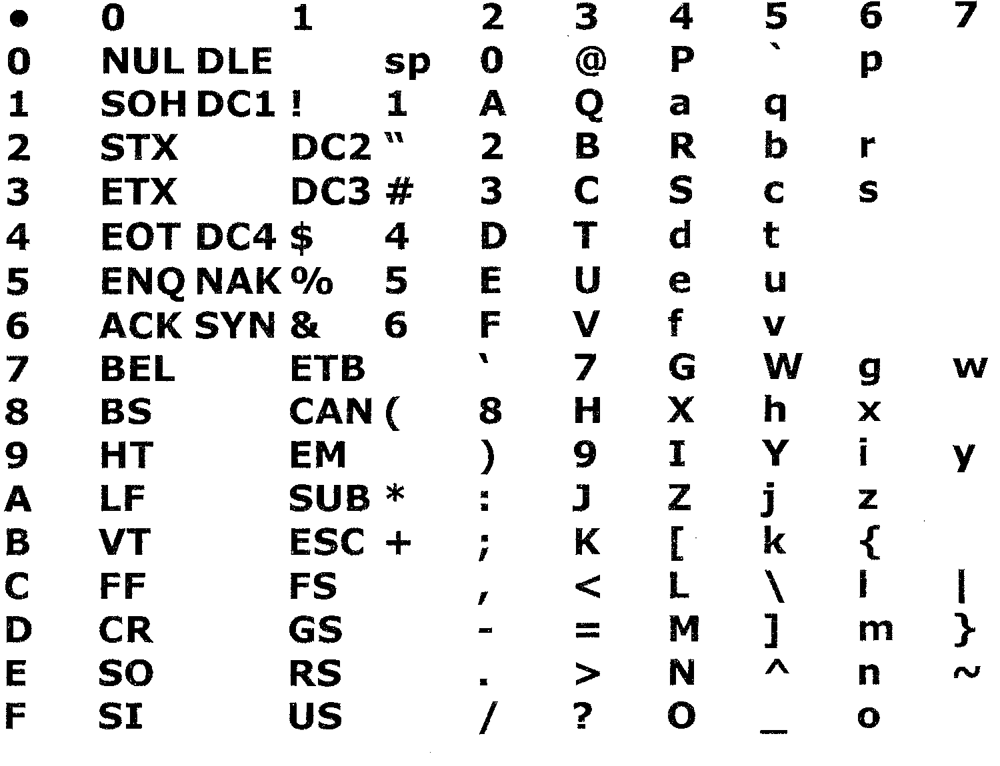 ● 0 1 2 3 4 5 6 7
0 NUL DLE sp 0 @ P ` p
1 SOH DC1 ! 1 A Q a q
2 STX DC2 “ 2 B R b r
3 ETX DC3 # 3 C S c s
4 EOT DC4 $ 4 D T d t
5 ENQ NAK % 5 E U e u
6 ACK SYN & 6 F V f v
7 BEL ETB ‘ 7 G W g w
8 BS CAN ( 8 H X h x
9 HT EM ) 9 I Y i y
A LF SUB * : J Z j z
B VT ESC + ; K [ k {
C FF FS , < L \ l |
D CR GS - = M ] m }
E SO RS . > N ^ n ~
F SI US / ? O _ o